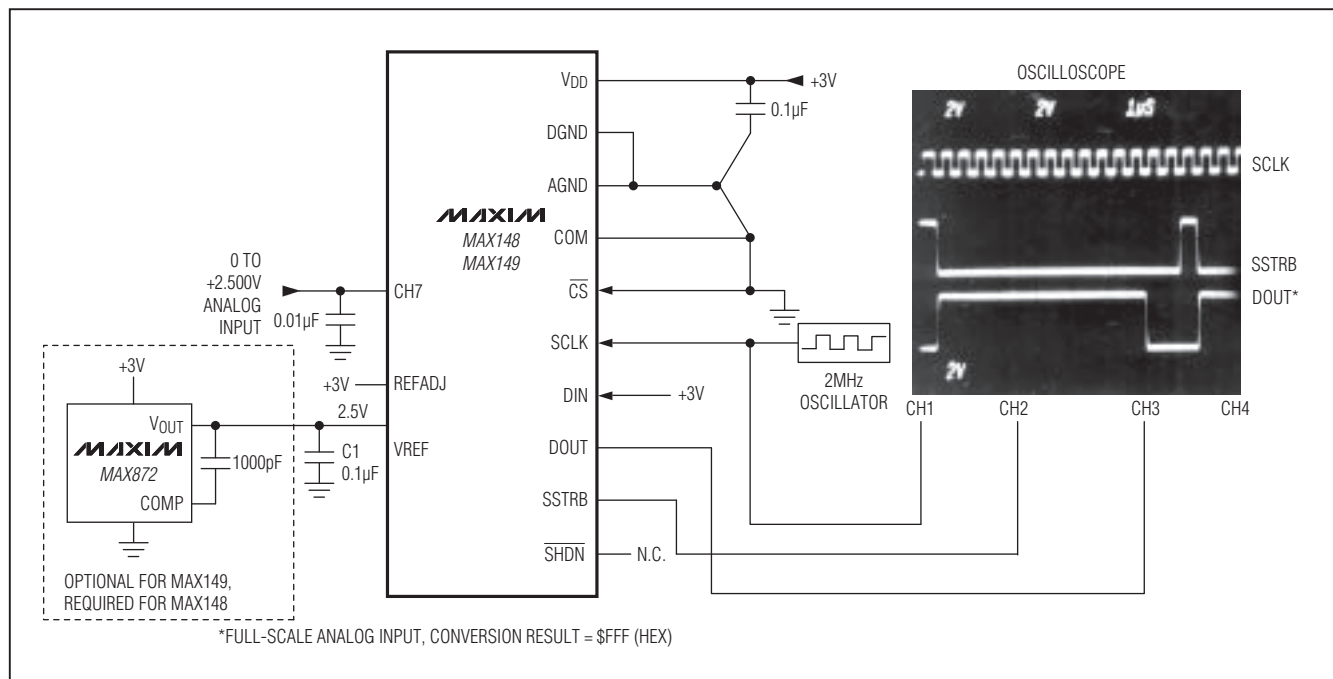 VDD
DGND
AGND
COM
CS
SCLK
DIN
DOUT
SSTRB
SHDN
MAXIM
MAX148
MAX149
CH7
REFADJ
VREF
+3V
0.1µF
0 TO
+2.500V
ANALOG
INPUT
0.01µF
+3V
2.5V
C1
0.1µF
+3V
VOUT
MAXIM
MAX872
COMP
1000pF
OPTIONAL FOR MAX149,
REQUIRED FOR MAX148
2MHz
OSCILLATOR
+3V
N.C.
OSCILLOSCOPE
2V 2V 1µS
SCLK
SSTRB
DOUT*
2V
CH1 CH2 CH3 CH4
*FULL-SCALE ANALOG INPUT, CONVERSION RESULT = $FFF (HEX)